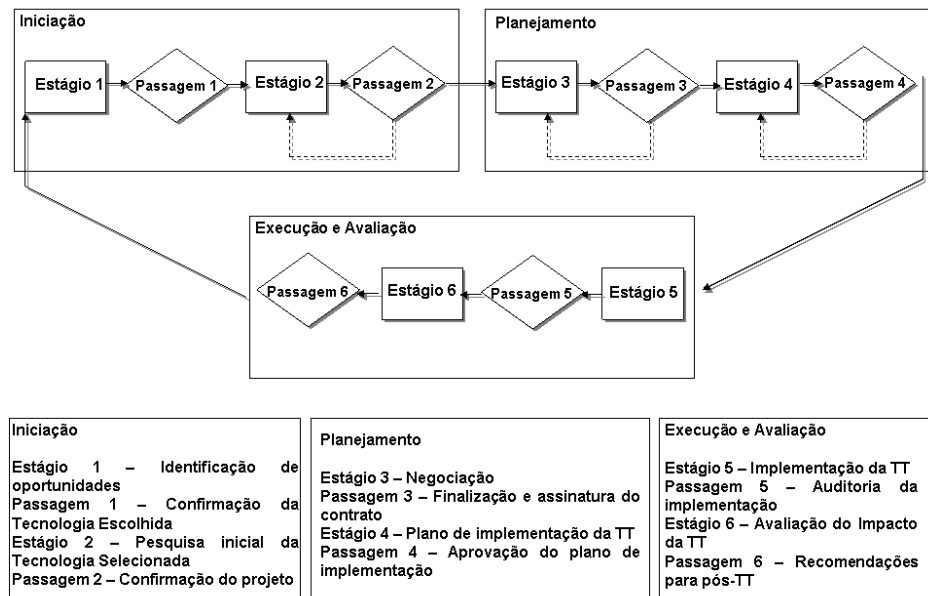 Iniciação
Estágio 1
Passagem 1
Estágio 2
Passagem 2
Planejamento
Estágio 3
Passagem 3
Estágio 4
Passagem 4
Execução e Avaliação
Passagem 6
Estágio 6
Passagem 5
Estágio 5
Iniciação
Estágio 1 – Identificação de
oportunidades
Passagem 1 – Confirmação da
Tecnologia Escolhida
Estágio 2 – Pesquisa inicial da
Tecnologia Selecionada
Passagem 2 – Confirmação do projeto
Planejamento
Estágio 3 – Negociação
Passagem 3 – Finalização e assinatura do
contrato
Estágio 4 – Plano de implementação da TT
Passagem 4 – Aprovação do plano de
implementação
Execução e Avaliação
Estágio 5 – Implementação da TT
Passagem 5 – Auditoria da
implementação
Estágio 6 – Avaliação do Impacto
da TT
Passagem 6 – Recomendações
para pós-TT